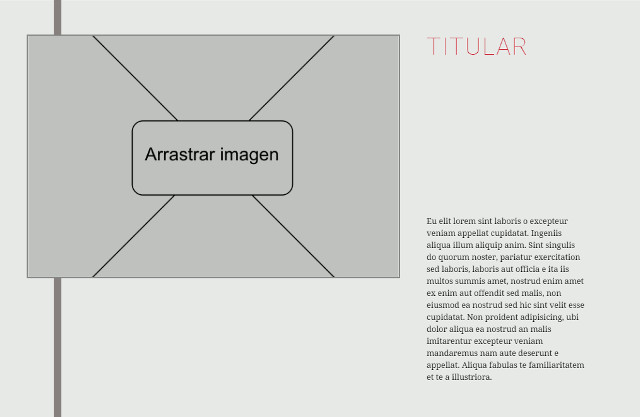 Arrastrar imagen
TITULAR
Eu elit lorem sint laboris o excepteur
veniam appellat cupidatat. Ingeniis
aliqua illum aliquip anim. Sint singulis
do quorum noster, pariatur exercitation
sed laboris, laboris aut officia e ita iis
multos summis amet, nostrud enim amet
ex enim aut offendit sed malis, non
eiusmod ea nostrud sed hic sint velit esse
cupidatat. Non proident adipisicing, ubi
dolor aliqua ea nostrud an malis
imitarentur excepteur veniam
mandaremus nam aute deserunt e
appellat. Aliqua fabulas te familiaritatem
et te a illustriora.